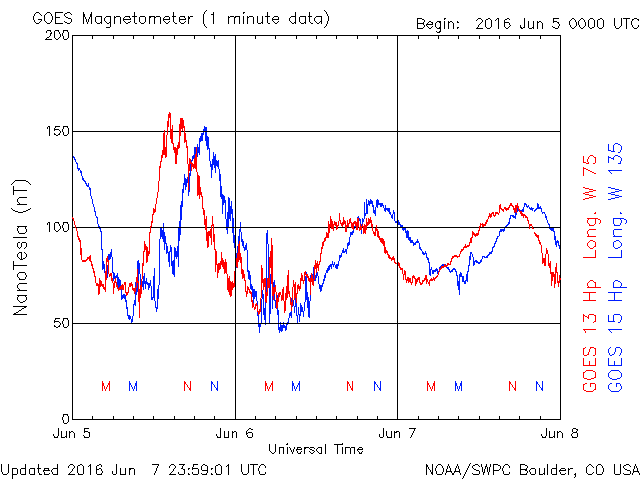 GOES Magnetometer (1 minute data)
Begin: 2016 Jun 5 0000 UTC
200
150
100
50
0
NanoTesla (nT)
M M N N M M N N M M N N
Jun 5 Jun 6 Jun 7 Jun 8
Universal Time
GOES 13 Hp Long. W 75
GOES 15 Hp Long. W 135
Updated 2016 Jun 7 23:59:01 UTC
NOAA/SWPC Boulder, CO USA